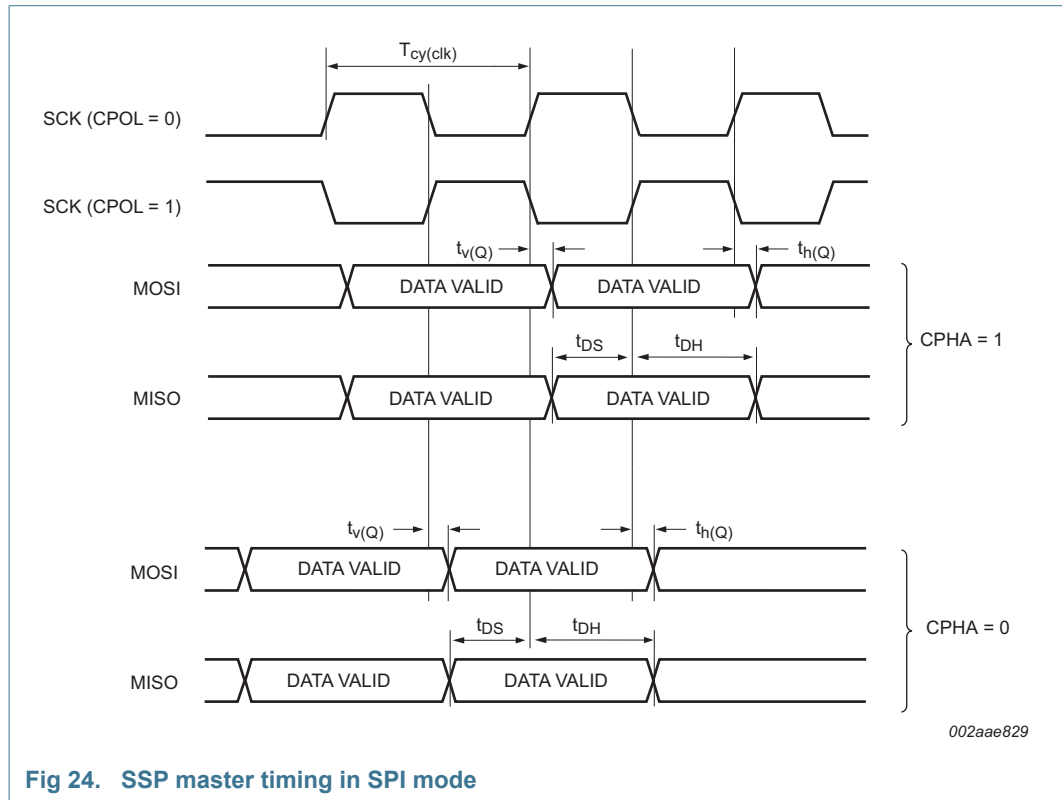 Tcy(clk)
SCK (CPOL = 0)
SCK (CPOL = 1)
tv(Q)
th(Q)
MOSI
DATA VALID
DATA VALID
CPHA = 1
tDS
tDH
MISO
DATA VALID
DATA VALID
tv(Q)
th(Q)
MOSI
DATA VALID
DATA VALID
CPHA = 0
tDS
tDH
MISO
DATA VALID
DATA VALID
002aae829
Fig 24. SSP master timing in SPI mode